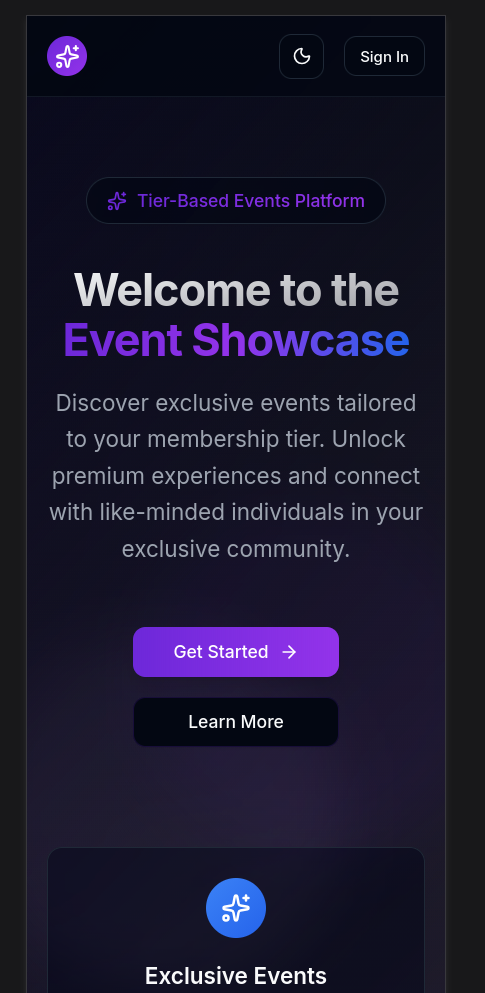 Sign In
Tier-Based Events Platform
Welcome to the
Event Showcase
Discover exclusive events tailored
to your membership tier. Unlock
premium experiences and connect
with like-minded individuals in your
exclusive community.
Get Started
Learn More
Exclusive Events